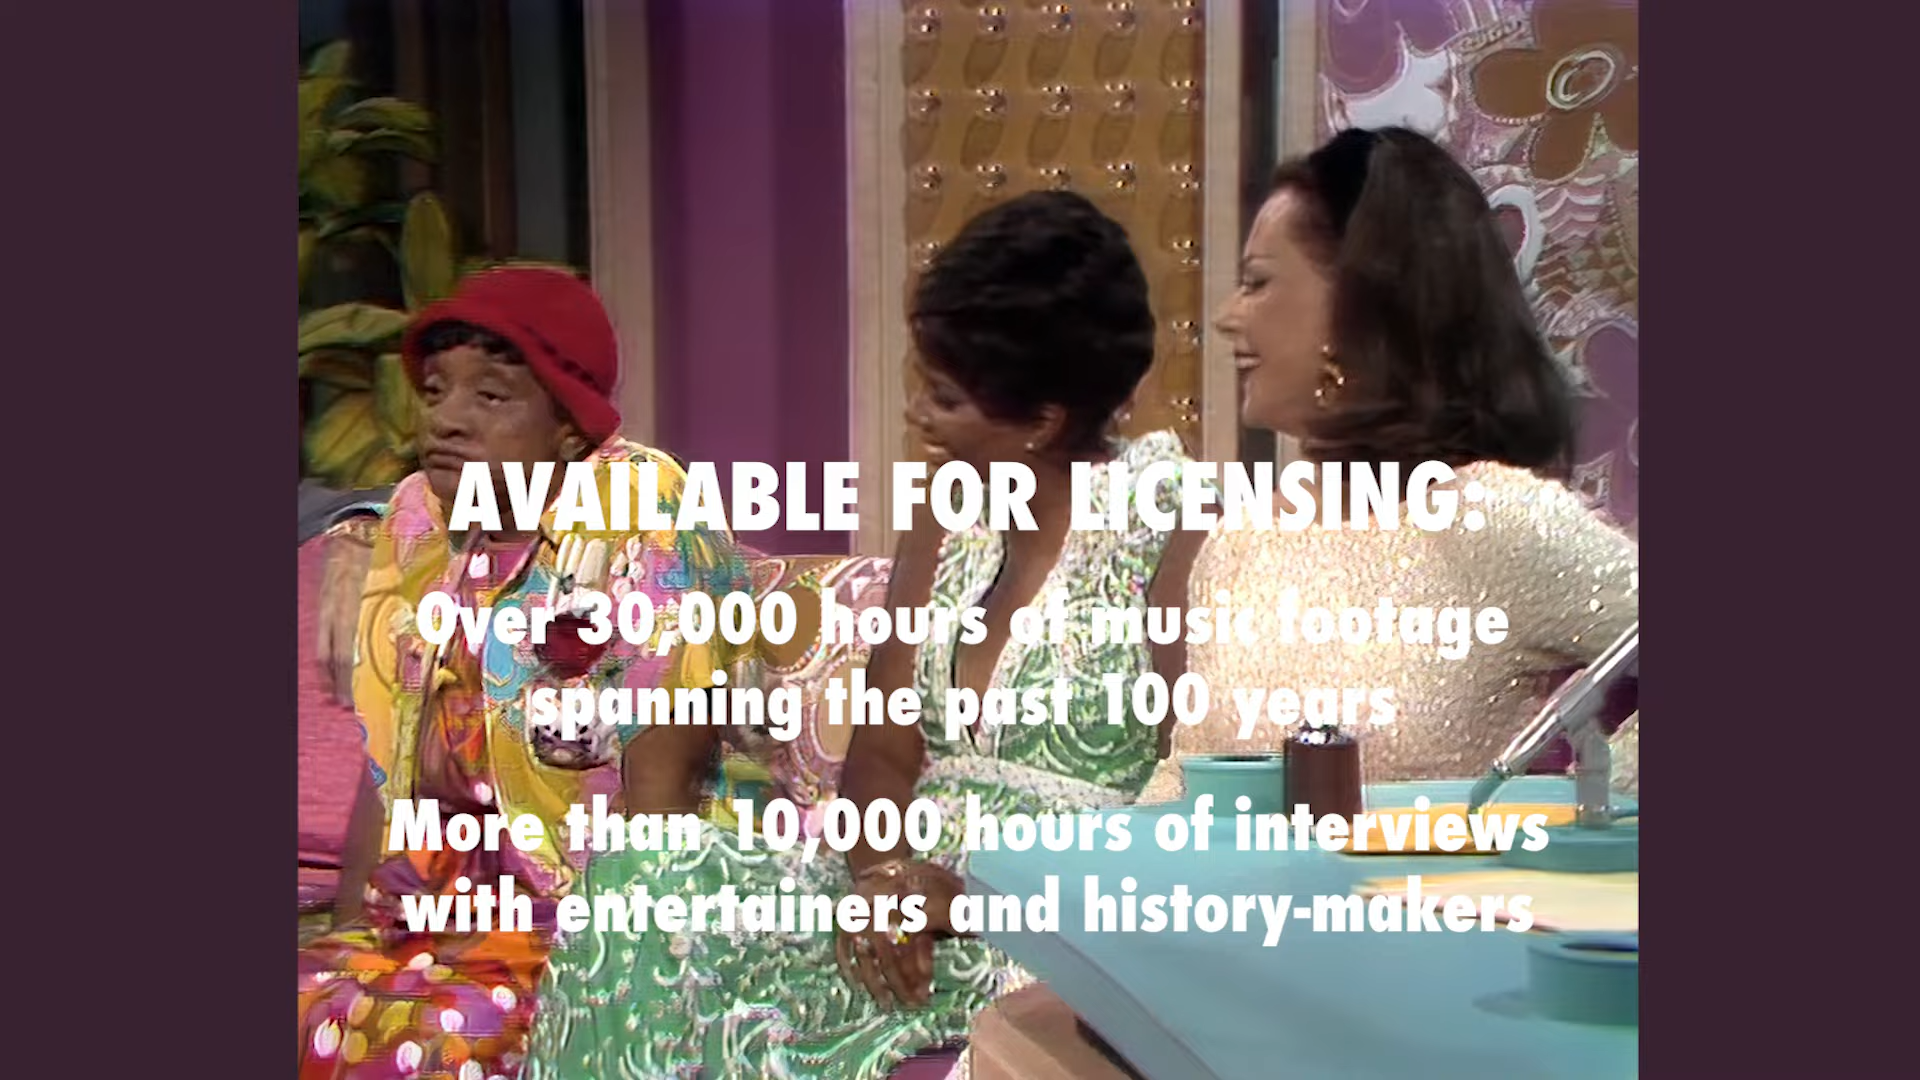 AVAILABLE FOR LICENSING:
Over 30,000 hours of music footage
spanning the past 100 years
More than 10,000 hours of interviews
with entertainers and history-makers